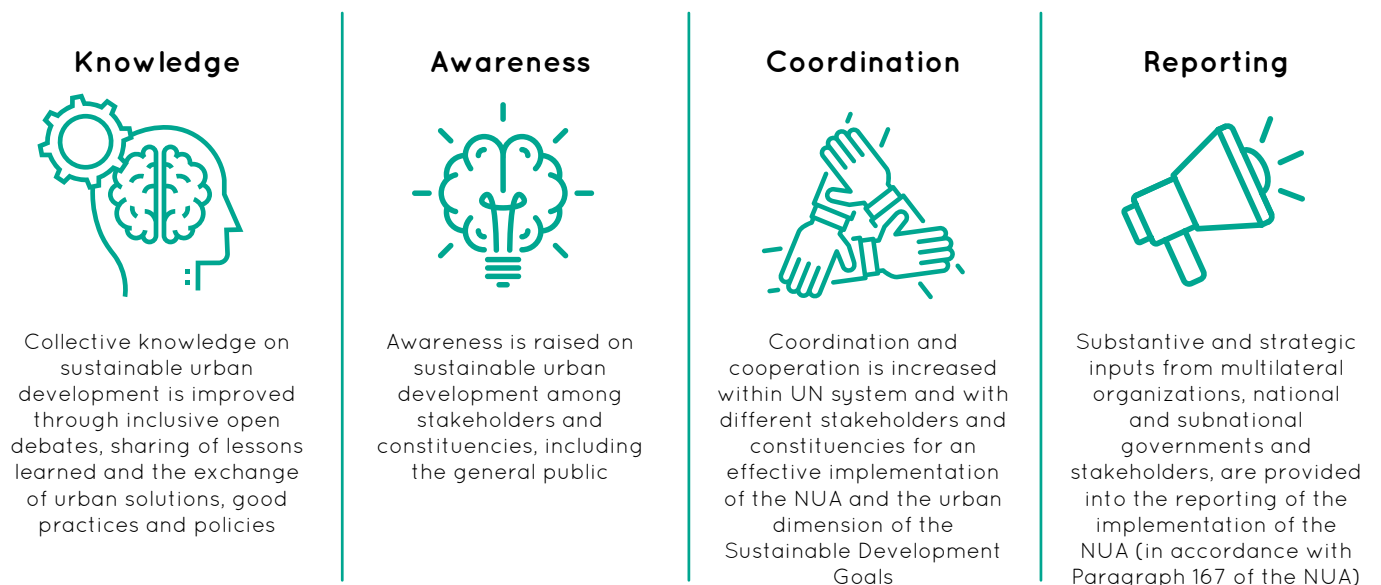 Knowledge
Collective knowledge on
sustainable urban
development is improved
through inclusive open
debates, sharing of lessons
learned and the exchange
of urban solutions, good
practices and policies
Awareness
Awareness is raised on
sustainable urban
development among
stakeholders and
constituencies, including
the general public
Coordination
Coordination and
cooperation is increased
within UN system and with
different stakeholders and
constituencies for an
effective implementation
of the NUA and the urban
dimension of the
Sustainable Development
Goals
Reporting
Substantive and strategic
inputs from multilateral
organizations, national
and subnational
governments and
stakeholders, are provided
into the reporting of the
implementation of the
NUA (in accordance with
Paragraph 167 of the NUA)